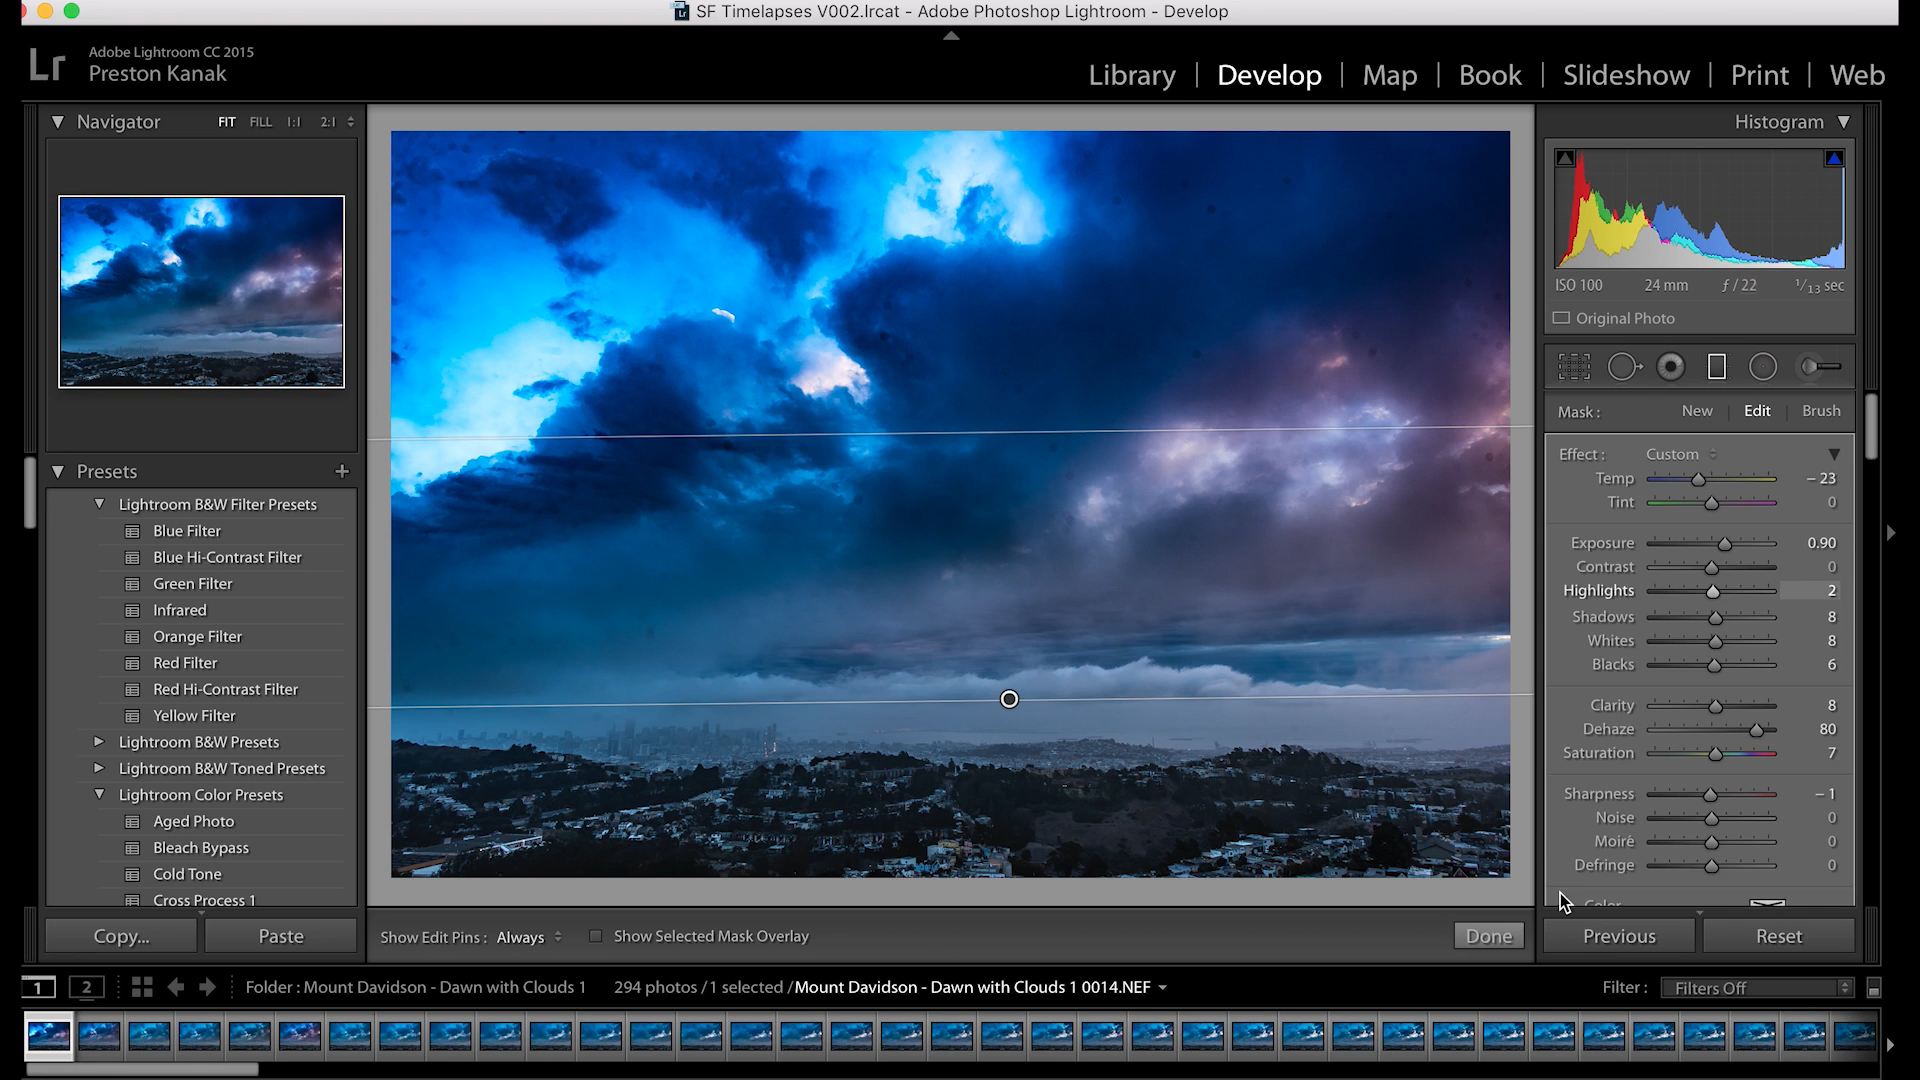 SF Timelapses V002.lrcat - Adobe Photoshop Lightroom - Develop
Lr
Adobe Lightroom CC 2015
Preston Kanak
Library | Develop | Map | Book | Slideshow | Print | Web
Navigator FIT FILL 1:1 2:1
Presets +
Lightroom B&W Filter Presets
Blue Filter
Blue Hi-Contrast Filter
Green Filter
Infrared
Orange Filter
Red Filter
Red Hi-Contrast Filter
Yellow Filter
Lightroom B&W Presets
Lightroom B&W Toned Presets
Lightroom Color Presets
Aged Photo
Bleach Bypass
Cold Tone
Cross Process 1
Copy... Paste
Show Edit Pins : Always Show Selected Mask Overlay Done
Histogram
ISO 100 24 mm ƒ / 22 1/13 sec
Original Photo
Mask : New Edit Brush
Effect : Custom
Temp – 23
Tint 0
Exposure 0.90
Contrast 0
Highlights 2
Shadows 8
Whites 8
Blacks 6
Clarity 8
Dehaze 80
Saturation 7
Sharpness – 1
Noise 0
Moiré 0
Defringe 0
Color
Previous Reset
1 2 Folder : Mount Davidson - Dawn with Clouds 1 294 photos / 1 selected / Mount Davidson - Dawn with Clouds 1 0014.NEF Filter : Filters Off